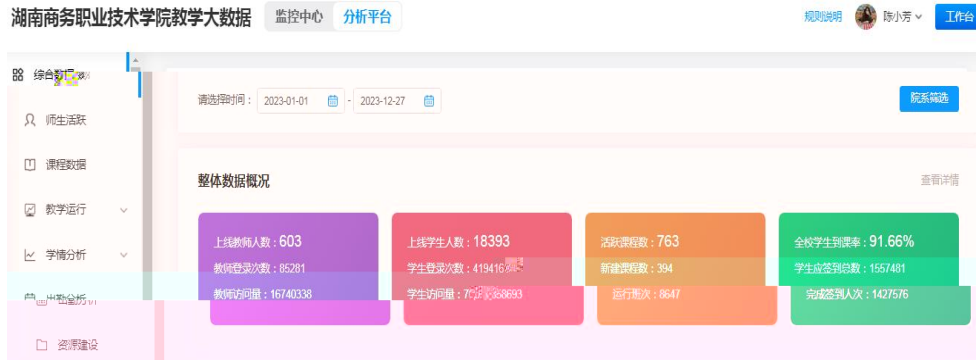 湖南商务职业技术学院教学大数据 监控中心 分析平台 规则说明 陈小芳 工作台
综合数据
请选择时间： 2023-01-01 - 2023-12-27 院系筛选
师生活跃
课程数据
整体数据概况 查看详情
教学运行
上线教师人数：603 上线学生人数：18393 活跃课程数：763 全校学生到课率：91.66%
学情分析
教师登录次数：85281 学生登录次数：419416 新建课程数：394 学生应签到总数：1557481
教师访问量：16740338 学生访问量： 58693 运行班次：8647 完成签到人次：1427576
资源建设